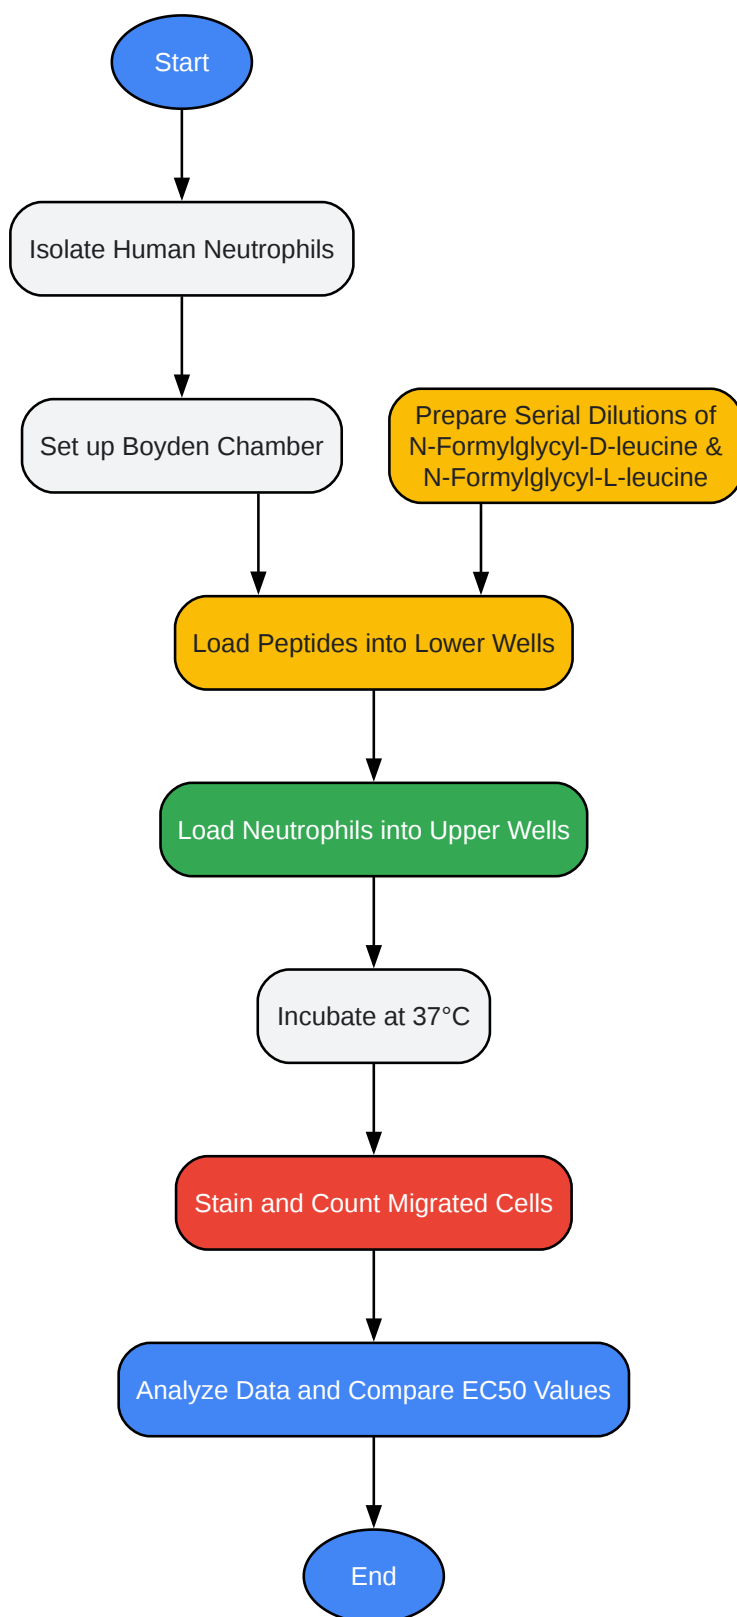 Start
Isolate Human Neutrophils
Set up Boyden Chamber
Prepare Serial Dilutions of
N-Formylglycyl-D-leucine &
N-Formylglycyl-L-leucine
Load Peptides into Lower Wells
Load Neutrophils into Upper Wells
Incubate at 37°C
Stain and Count Migrated Cells
Analyze Data and Compare EC50 Values
End